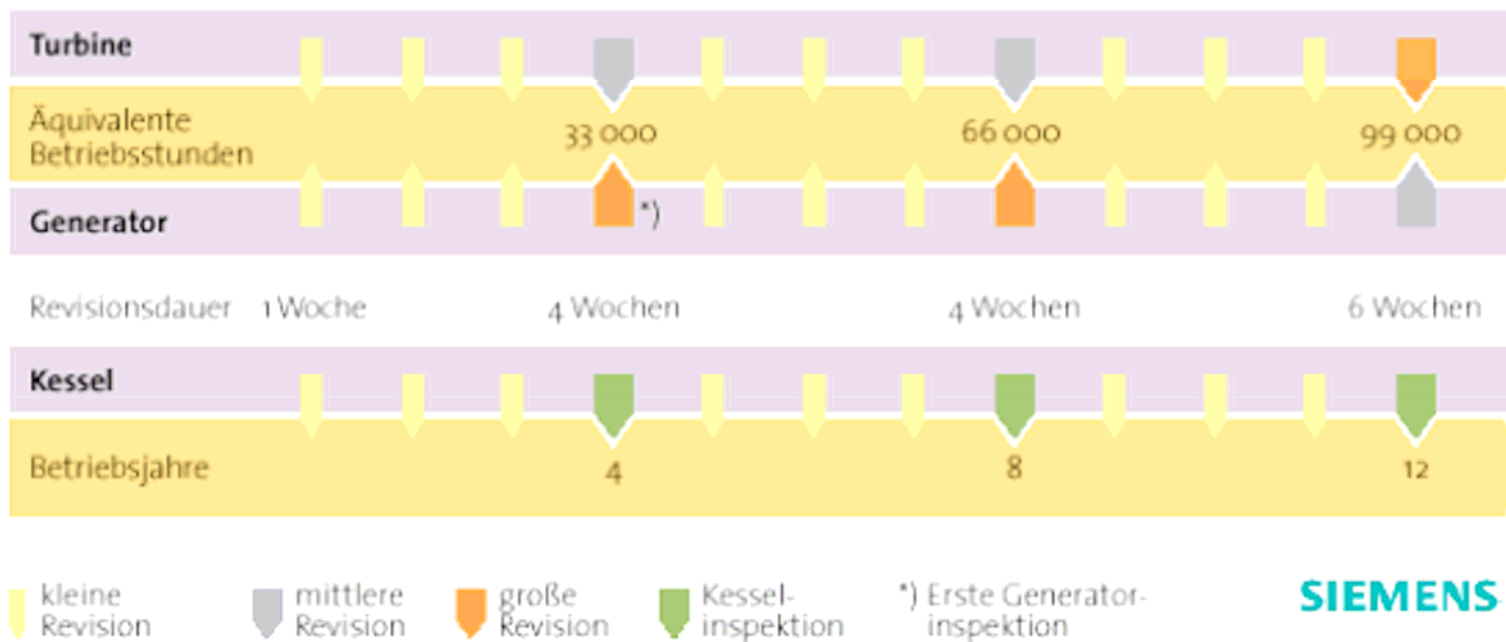 Turbine
Äquivalente
Betriebsstunden
33 000 66 000 99 000
Generator *)
Revisionsdauer 1 Woche 4 Wochen 4 Wochen 6 Wochen
Kessel
Betriebsjahre 4 8 12
kleine
Revision
mittlere
Revision
große
Revision
Kessel-
inspektion
*) Erste Generator-
inspektion
SIEMENS